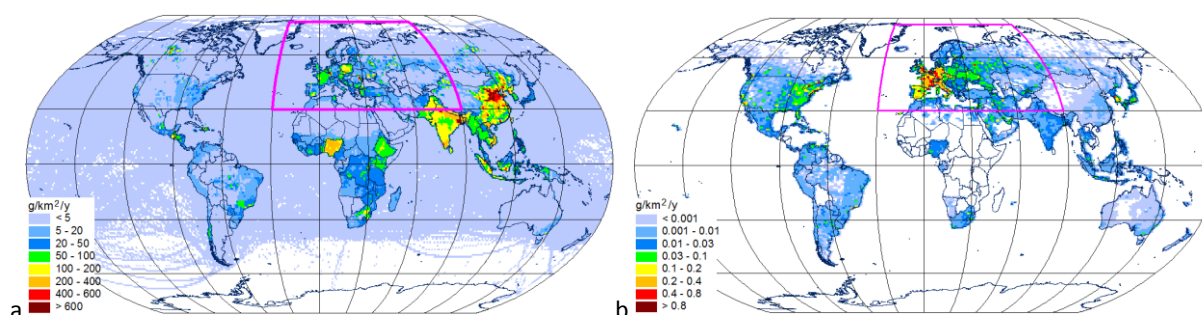 g/km²/y
< 5
5 - 20
20 - 50
50 - 100
100 - 200
200 - 400
400 - 600
> 600
a
g/km²/y
< 0.001
0.001 - 0.01
0.01 - 0.03
0.03 - 0.1
0.1 - 0.2
0.2 - 0.4
0.4 - 0.8
> 0.8
b